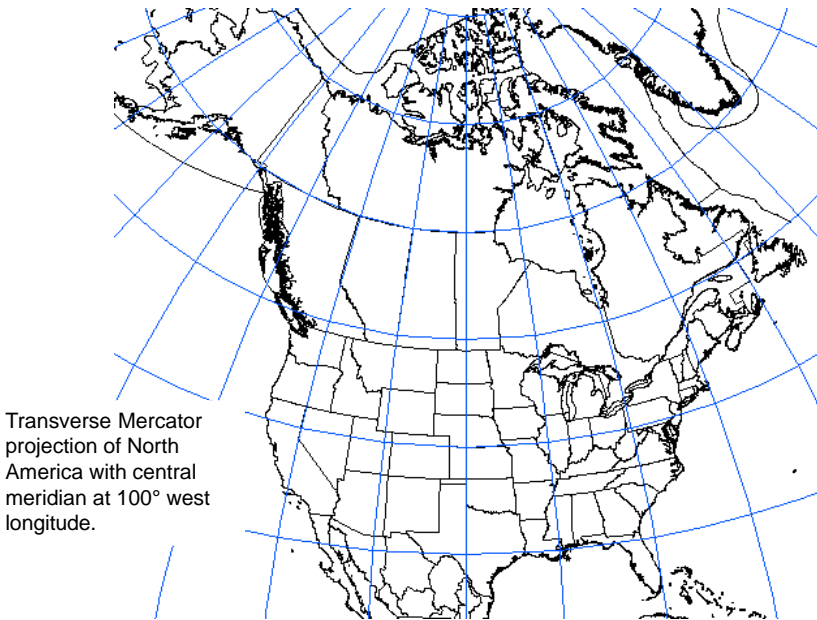 Transverse Mercator
projection of North
America with central
meridian at 100° west
longitude.